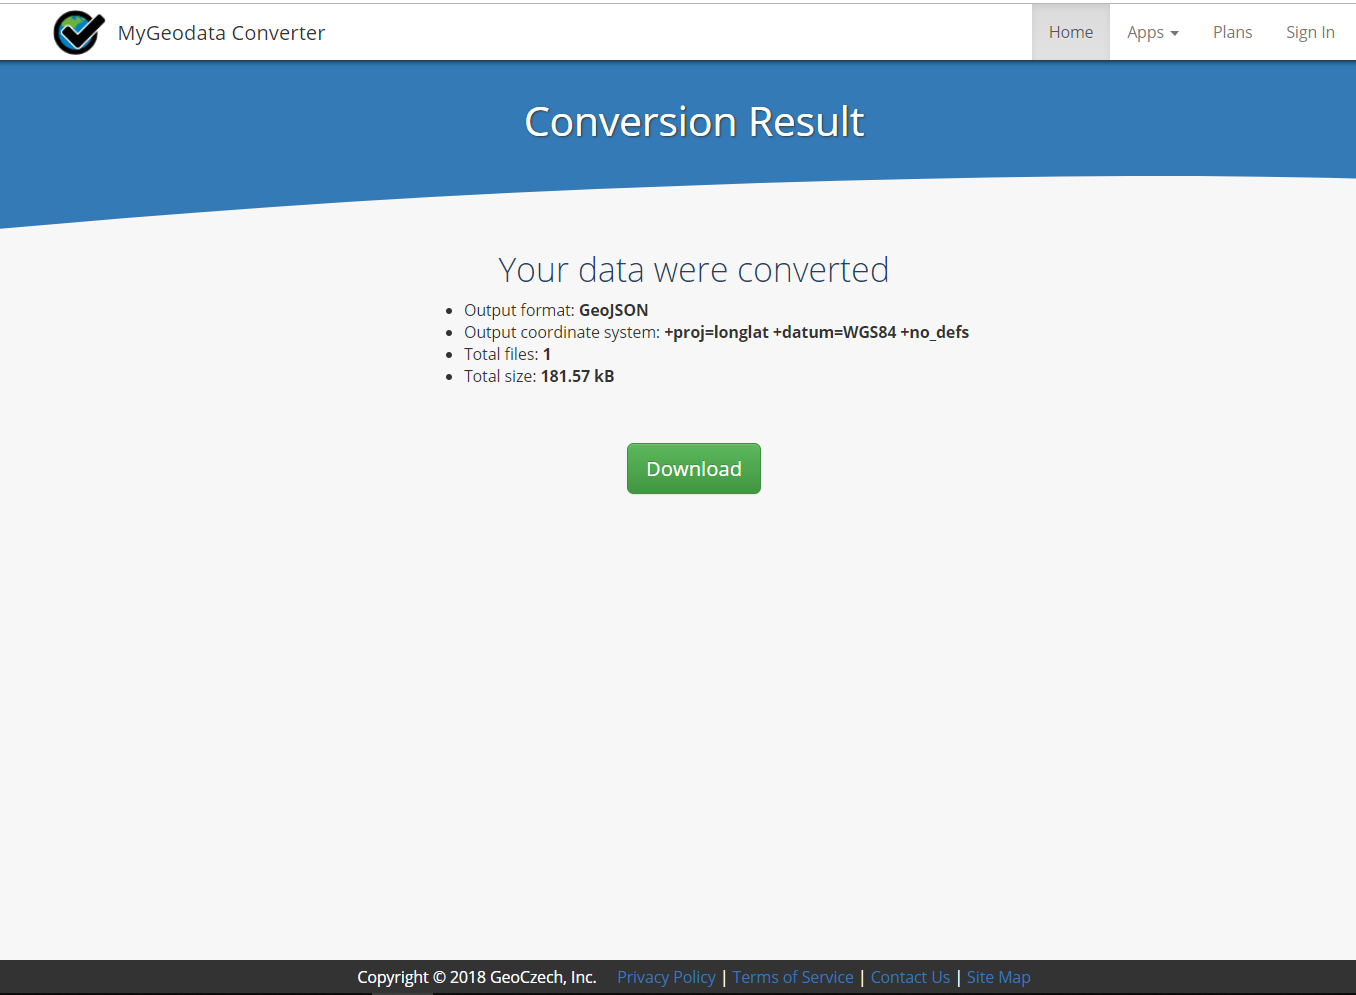 MyGeodata Converter
Home Apps Plans Sign In
Conversion Result
Your data were converted
Output format: GeoJSON
Output coordinate system: +proj=longlat +datum=WGS84 +no_defs
Total files: 1
Total size: 181.57 kB
Download
Copyright © 2018 GeoCzech, Inc. Privacy Policy | Terms of Service | Contact Us | Site Map